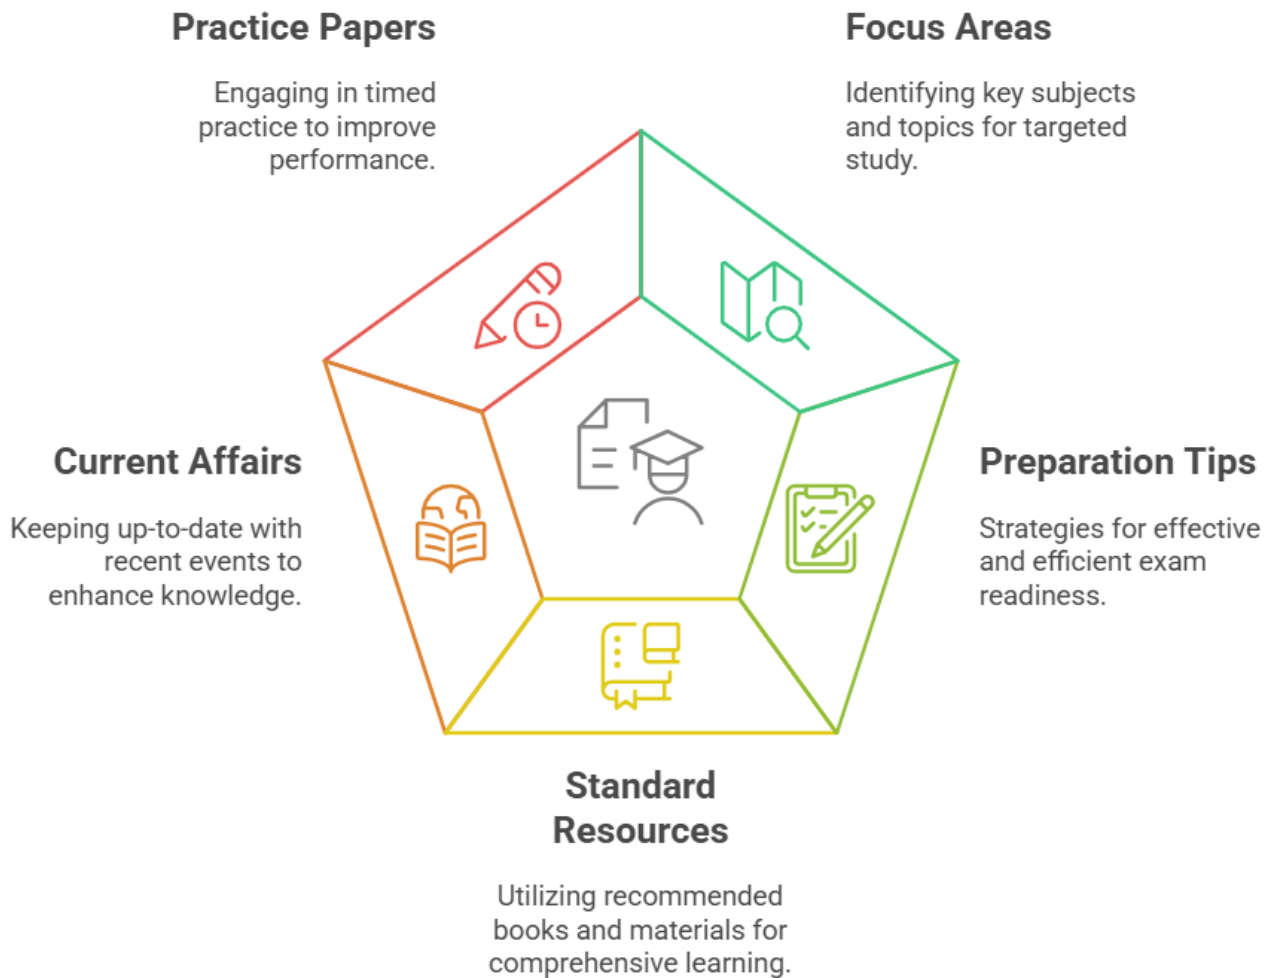 Practice Papers
Engaging in timed
practice to improve
performance.
Focus Areas
Identifying key subjects
and topics for targeted
study.
Current Affairs
Keeping up-to-date with
recent events to
enhance knowledge.
Preparation Tips
Strategies for effective
and efficient exam
readiness.
Standard
Resources
Utilizing recommended
books and materials for
comprehensive learning.